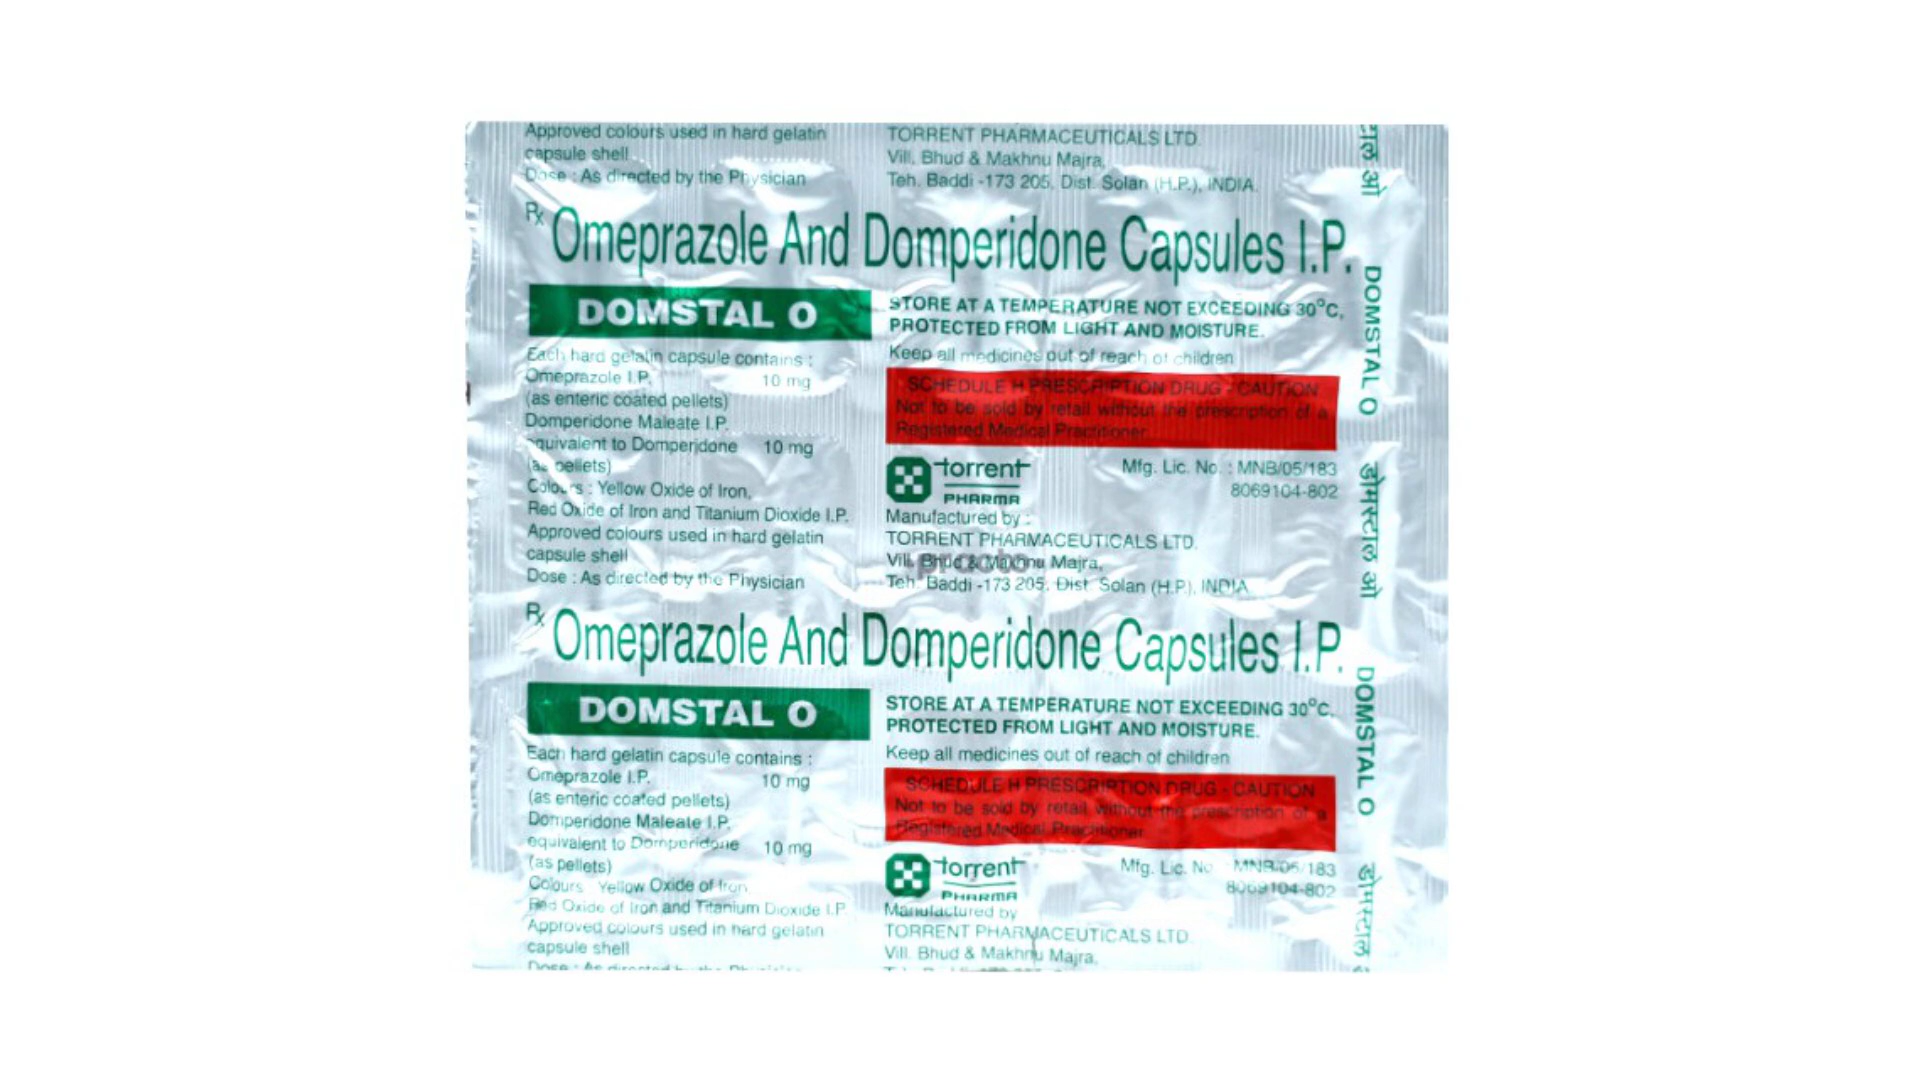 Approved colours used in hard gelatin
capsule shell
Dose : As directed by the Physician
TORRENT PHARMACEUTICALS LTD.
Vill. Bhud & Makhnu Majra,
Teh. Baddi -173 205, Dist. Solan (H.P.), INDIA.
Rx Omeprazole And Domperidone Capsules I.P.
DOMSTAL O
Each hard gelatin capsule contains :
Omeprazole I.P. 10 mg
(as enteric coated pellets)
Domperidone Maleate I.P.
equivalent to Domperidone 10 mg
(as pellets)
Colours : Yellow Oxide of Iron,
Red Oxide of Iron and Titanium Dioxide I.P.
Approved colours used in hard gelatin
capsule shell
Dose : As directed by the Physician
STORE AT A TEMPERATURE NOT EXCEEDING 30°C,
PROTECTED FROM LIGHT AND MOISTURE.
Keep all medicines out of reach of children
SCHEDULE H PRESCRIPTION DRUG - CAUTION
Not to be sold by retail without the prescription of a
Registered Medical Practitioner.
torrent
PHARMA
Mfg. Lic. No. : MNB/05/183
8069104-802
Manufactured by :
TORRENT PHARMACEUTICALS LTD.
Vill. Bhud & Makhnu Majra,
practo
Teh. Baddi -173 205, Dist. Solan (H.P.), INDIA
Rx Omeprazole And Domperidone Capsules I.P.
DOMSTAL O
Each hard gelatin capsule contains :
Omeprazole I.P. 10 mg
(as enteric coated pellets)
Domperidone Maleate I.P.
equivalent to Domperidone 10 mg
(as pellets)
Colours Yellow Oxide of Iron
Red Oxide of Iron and Titanium Dioxide I.P
Approved colours used in hard gelatin
capsule shell
STORE AT A TEMPERATURE NOT EXCEEDING 30°C,
PROTECTED FROM LIGHT AND MOISTURE.
Keep all medicines out of reach of children
SCHEDULE H PRESCRIPTION DRUG - CAUTION
Not to be sold by retail without the prescription of a
Registered Medical Practitioner
torrent
PHARMA
Mfg. Lic. No MNB/05/183
8069104-802
Manufactured by
TORRENT PHARMACEUTICALS LTD
Vill. Bhud & Makhnu Majra,
ओ
DOMSTAL O
डोमस्टाल ओ
DOMSTAL O
डोमस्टाल